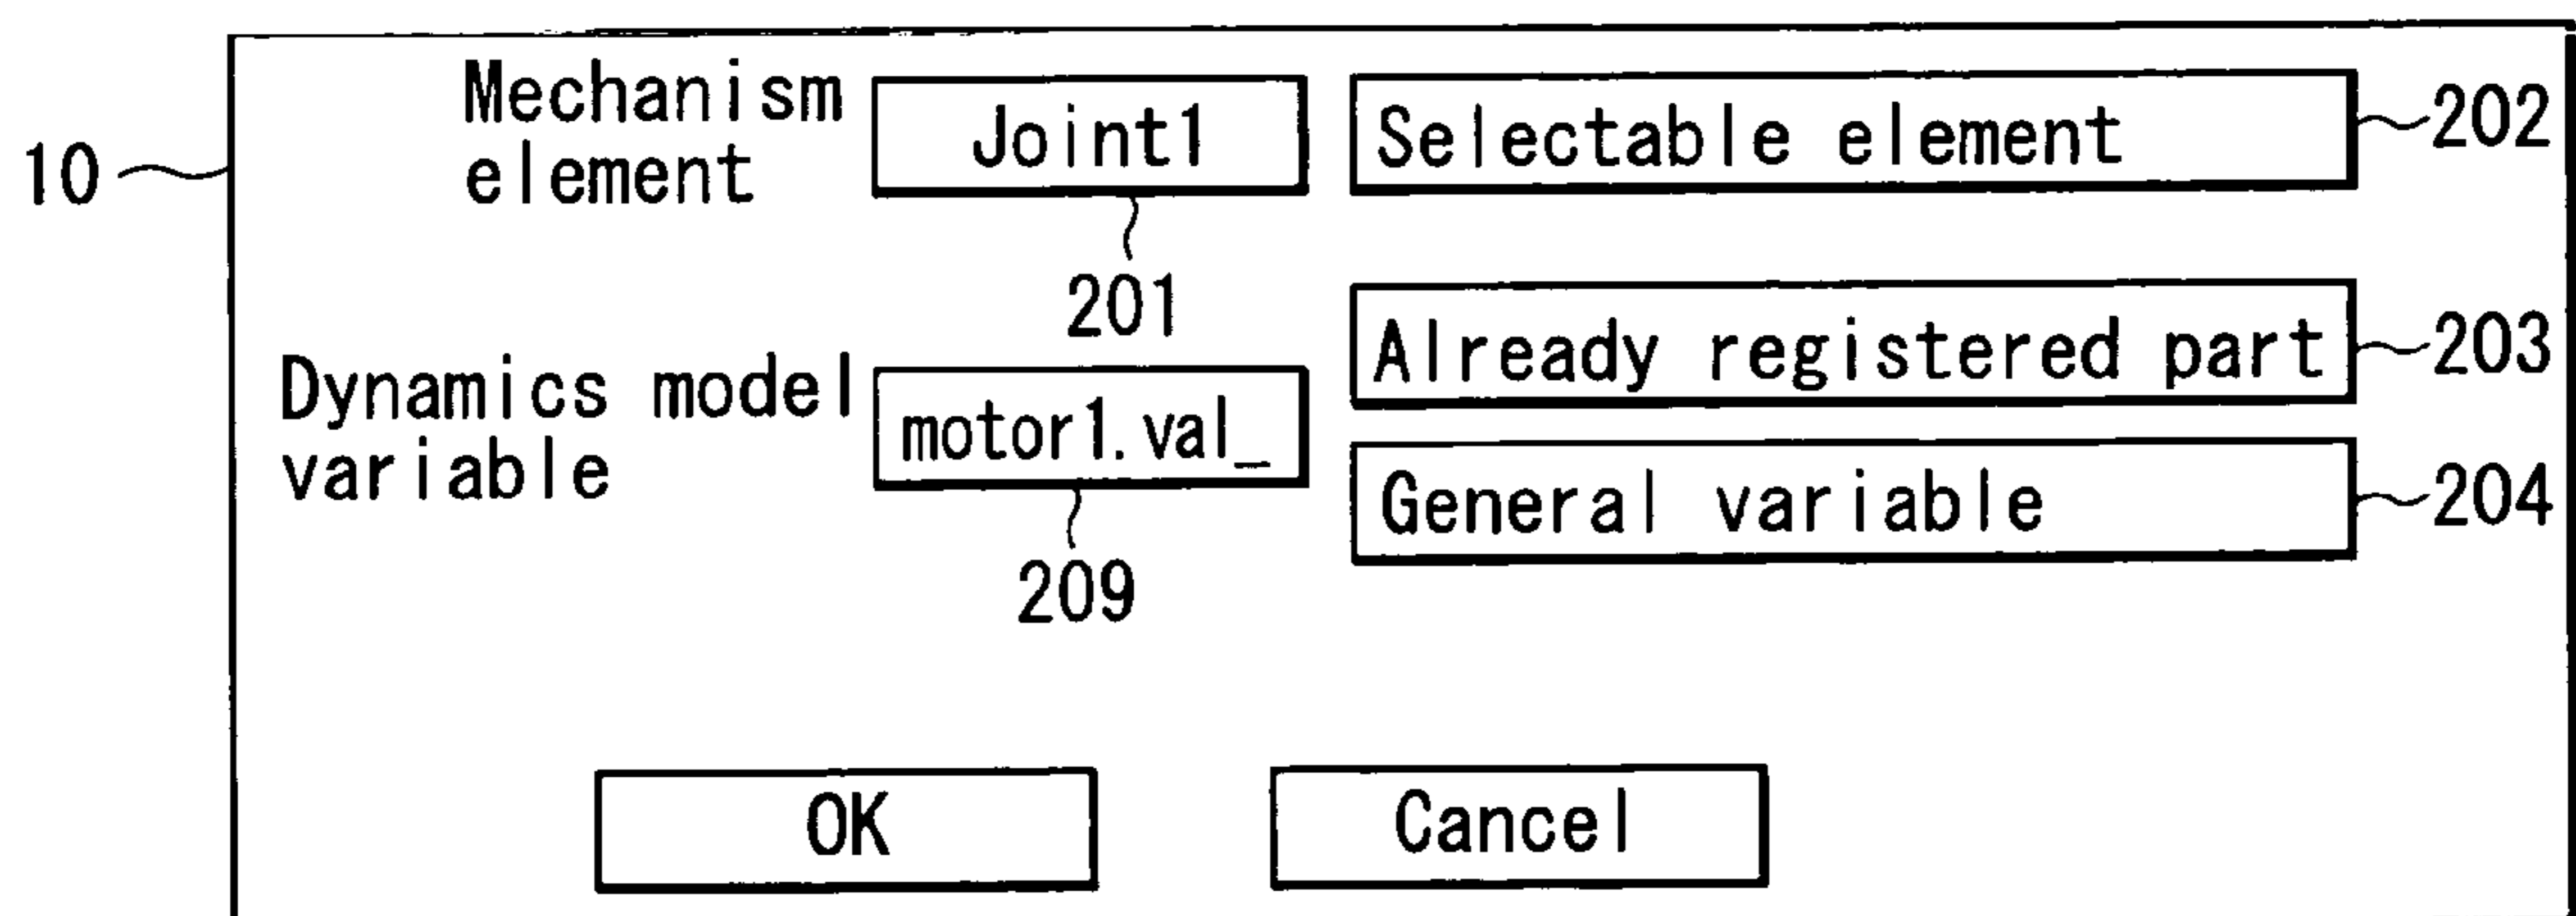 Mechanism
element
Joint1
Selectable element
202
10
201
Already registered part
203
Dynamics model
variable
motor1.val_
General variable
204
209
OK
Cancel